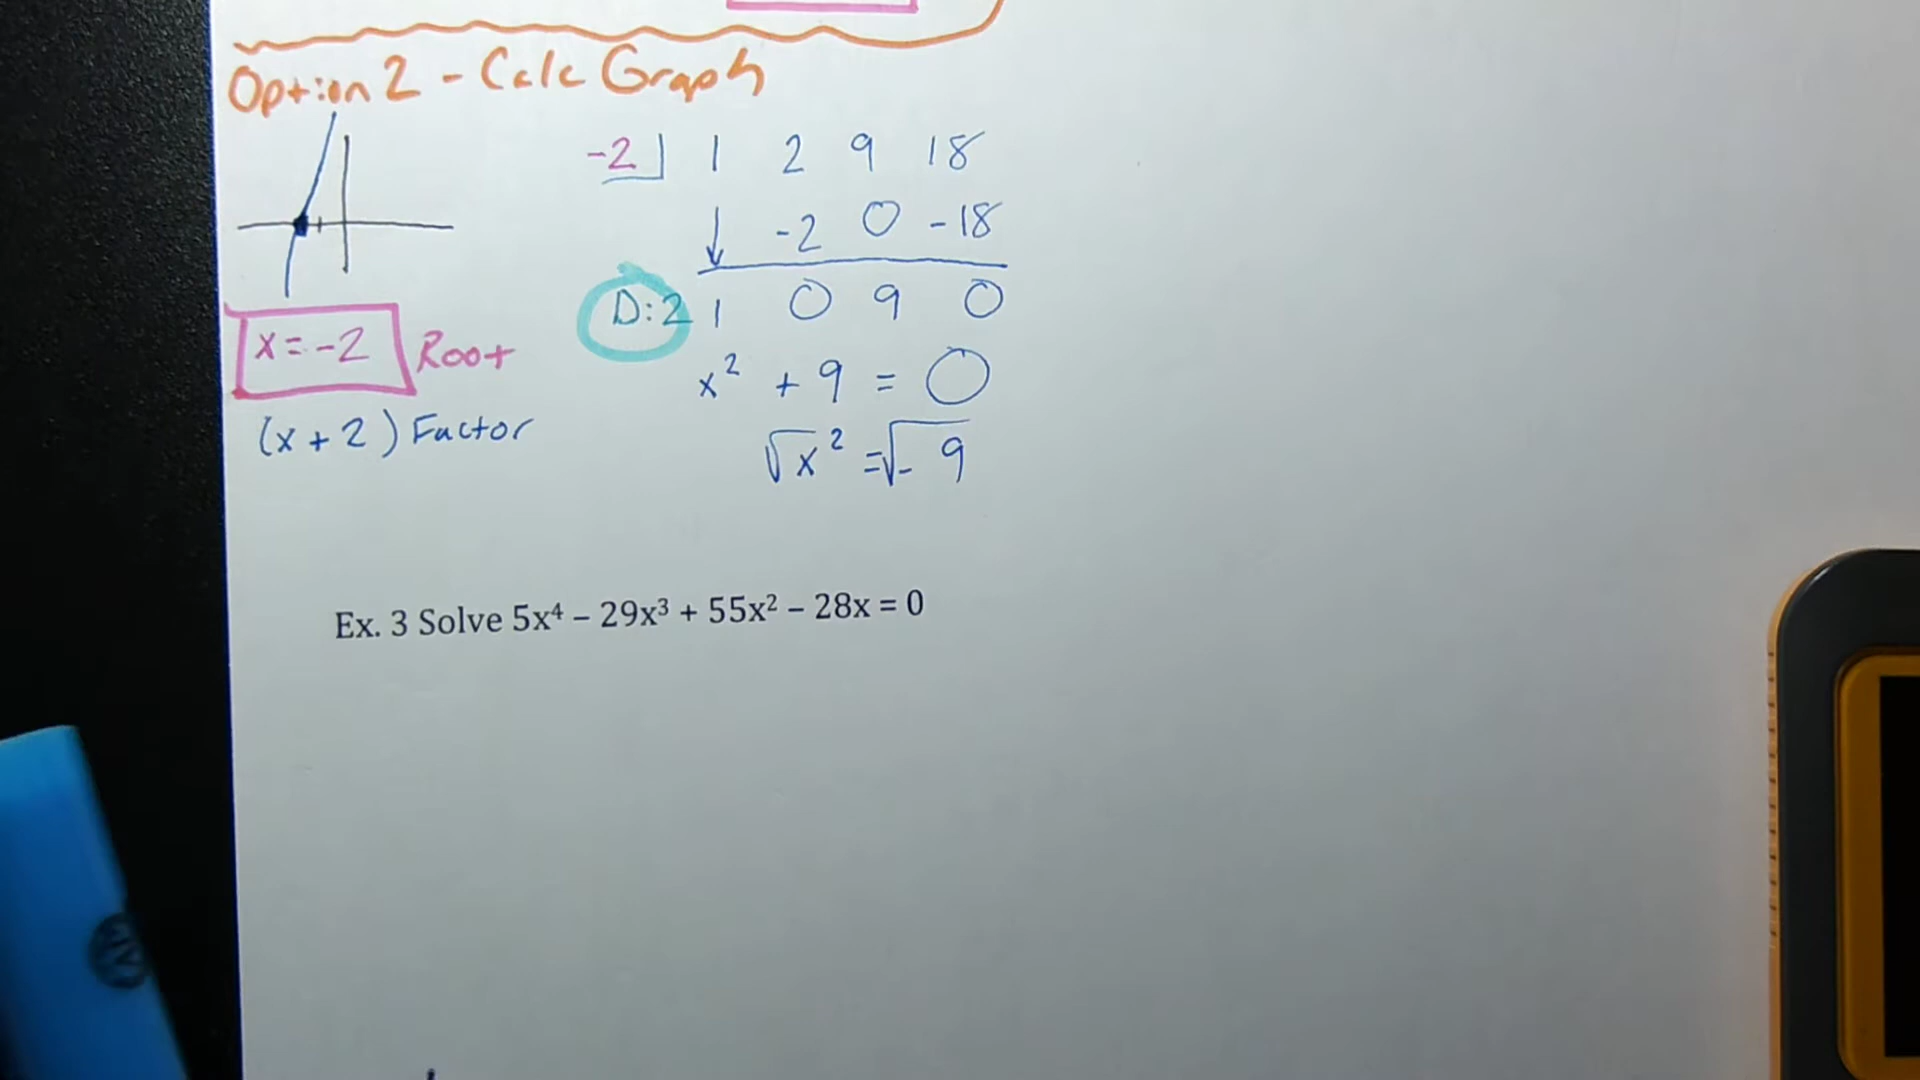 Option 2 - Calc Graph
-2 | 1 2 9 18
↓ -2 0 -18
D:2 1 0 9 0
x = -2 Root
x² + 9 = 0
(x + 2) Factor
√x² = √-9
Ex. 3 Solve 5x⁴ – 29x³ + 55x² – 28x = 0